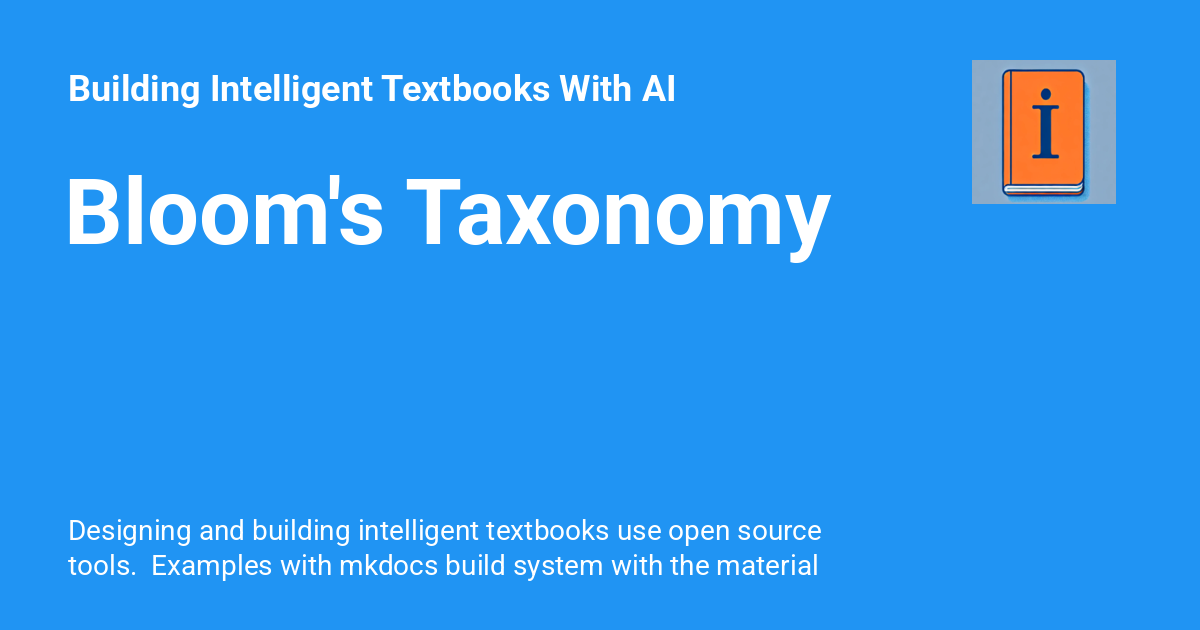 Building Intelligent Textbooks With AI
i
Bloom's Taxonomy
Designing and building intelligent textbooks use open source
tools.  Examples with mkdocs build system with the material